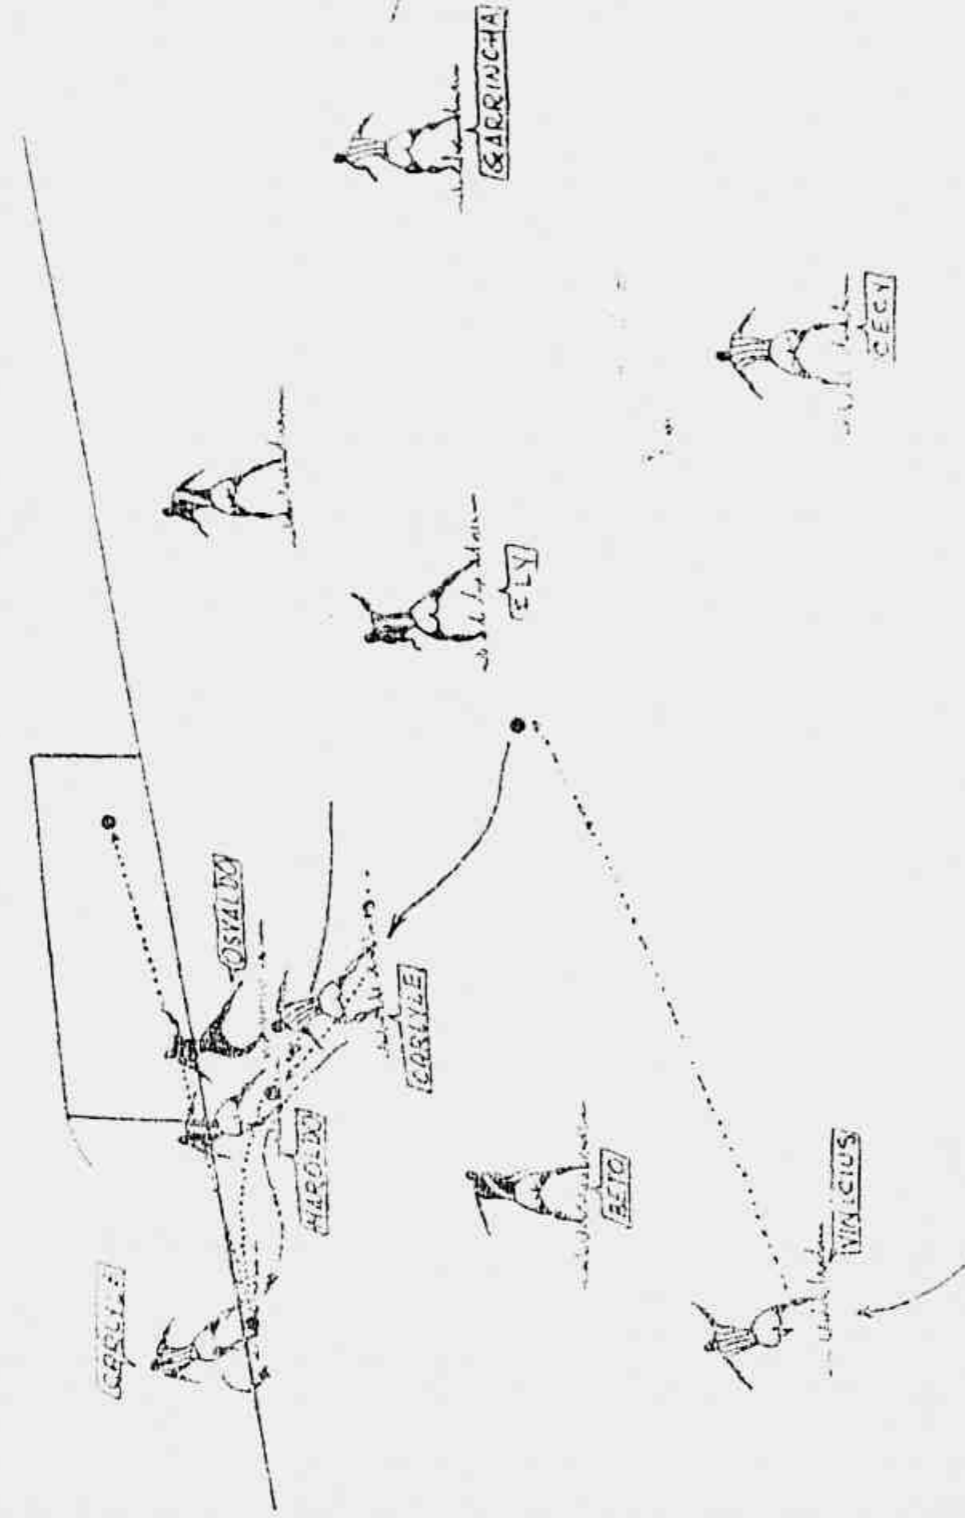 GARRINCHA
CECY
ELY
OSVALDO
CARLYLE
HAROLDO
BETO
VINICIUS
CARLYLE